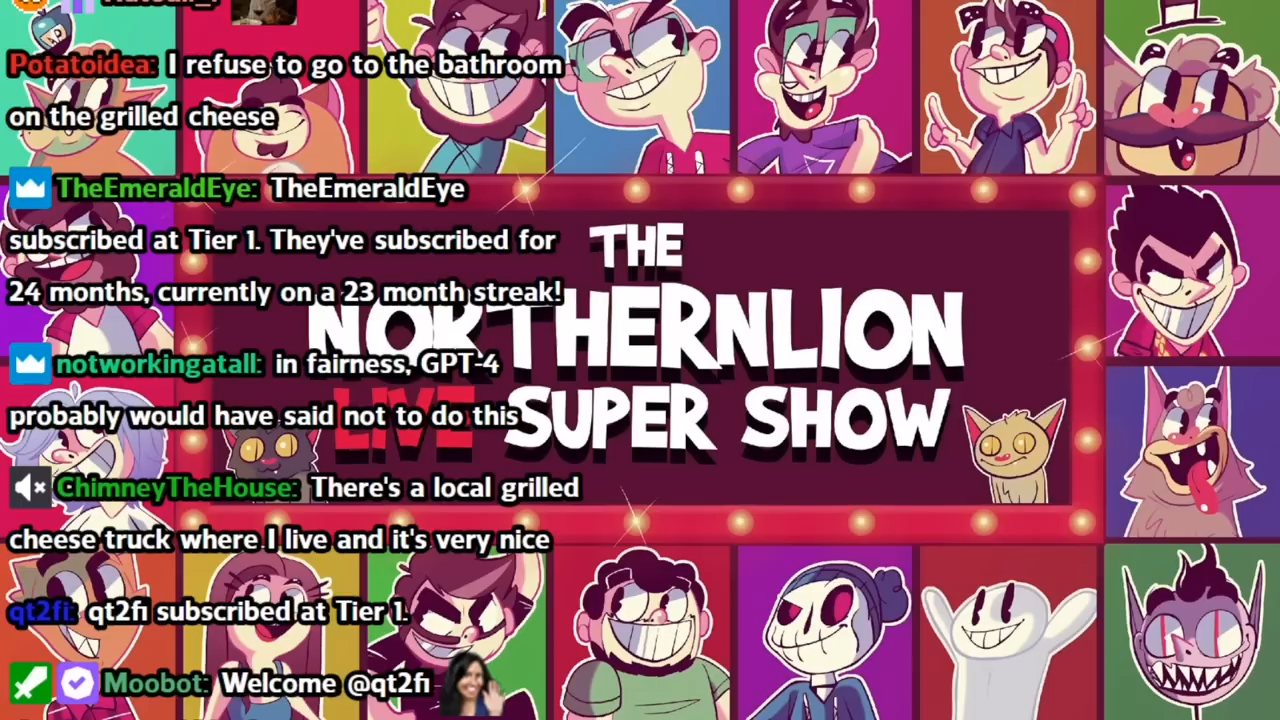 Potatoidea: I refuse to go to the bathroom
on the grilled cheese
TheEmeraldEye: TheEmeraldEye
subscribed at Tier 1. They've subscribed for
24 months, currently on a 23 month streak!
notworkingatall: in fairness, GPT-4
probably would have said not to do this
ChimneyTheHouse: There's a local grilled
cheese truck where I live and it's very nice
qt2fi: qt2fi subscribed at Tier 1.
Moobot: Welcome @qt2fi
THE
NORTHERNLION
LIVE SUPER SHOW